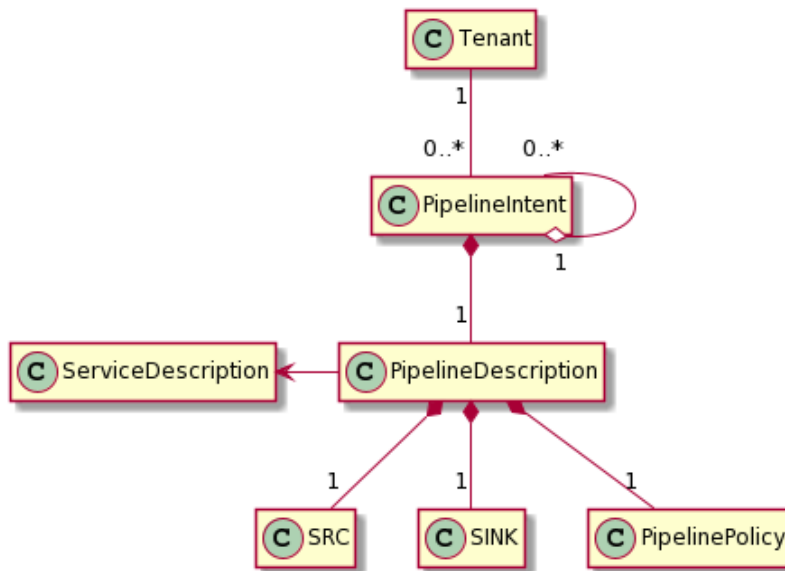 C Tenant
1
0..* 0..*
C PipelineIntent
1
1
C ServiceDescription C PipelineDescription
1 1 1
C SRC C SINK C PipelinePolicy